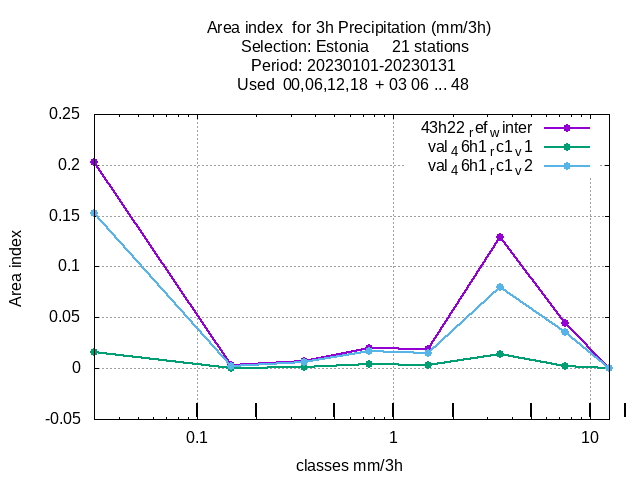 Area index  for 3h Precipitation (mm/3h)
Selection: Estonia     21 stations
Period: 20230101-20230131
Used  00,06,12,18  + 03 06 ... 48
0.25
0.2
0.15
0.1
0.05
0
-0.05
Area index
43h22_ref_winter
val_46h1_rc1_v1
val_46h1_rc1_v2
0.1 1 10
classes mm/3h